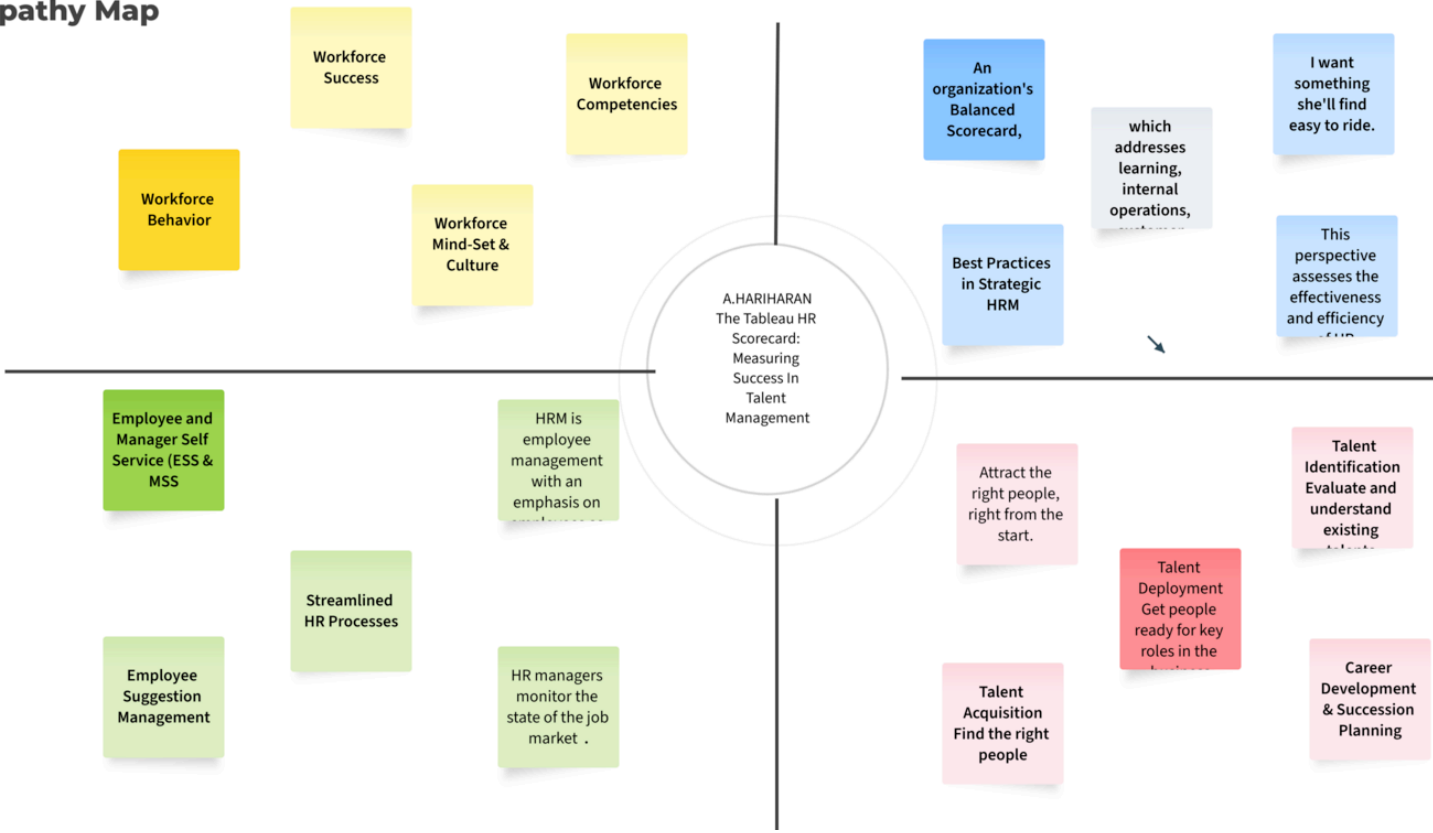 pathy Map
Workforce
Success
Workforce
Competencies
Workforce
Behavior
Workforce
Mind-Set &
Culture
An
organization's
Balanced
Scorecard,
which
addresses
learning,
internal
operations,
I want
something
she'll find
easy to ride.
Best Practices
in Strategic
HRM
This
perspective
assesses the
effectiveness
and efficiency
A.HARIHARAN
The Tableau HR
Scorecard:
Measuring
Success In
Talent
Management
Employee and
Manager Self
Service (ESS &
MSS
HRM is
employee
management
with an
emphasis on
Streamlined
HR Processes
Employee
Suggestion
Management
HR managers
monitor the
state of the job
market .
Attract the
right people,
right from the
start.
Talent
Identification
Evaluate and
understand
existing
Talent
Deployment
Get people
ready for key
roles in the
Talent
Acquisition
Find the right
people
Career
Development
& Succession
Planning